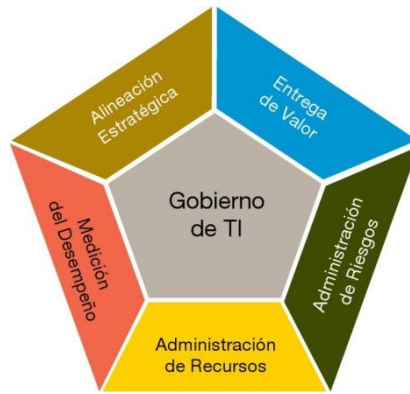 Alineación
Estratégica
Entrega
de Valor
Gobierno
de TI
Medición
del Desempeño
Administración
de Riesgos
Administración
de Recursos